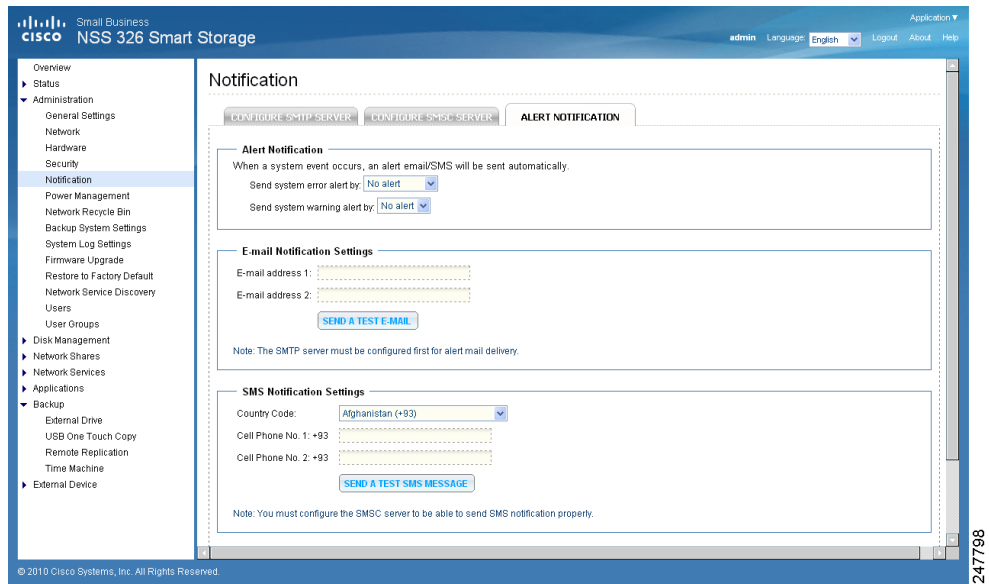 Small Business
CISCO NSS 326 Smart Storage
Application ▼
admin Language: English Logout About Help
Overview
Status
Administration
General Settings
Network
Hardware
Security
Notification
Power Management
Network Recycle Bin
Backup System Settings
System Log Settings
Firmware Upgrade
Restore to Factory Default
Network Service Discovery
Users
User Groups
Disk Management
Network Shares
Network Services
Applications
Backup
External Drive
USB One Touch Copy
Remote Replication
Time Machine
External Device
Notification
CONFIGURE SMTP SERVER CONFIGURE SMSC SERVER ALERT NOTIFICATION
Alert Notification
When a system event occurs, an alert email/SMS will be sent automatically.
Send system error alert by: No alert
Send system warning alert by: No alert
E-mail Notification Settings
E-mail address 1:
E-mail address 2:
SEND A TEST E-MAIL
Note: The SMTP server must be configured first for alert mail delivery.
SMS Notification Settings
Country Code: Afghanistan (+93)
Cell Phone No. 1: +93
Cell Phone No. 2: +93
SEND A TEST SMS MESSAGE
Note: You must configure the SMSC server to be able to send SMS notification properly.
© 2010 Cisco Systems, Inc. All Rights Reserved.
247798